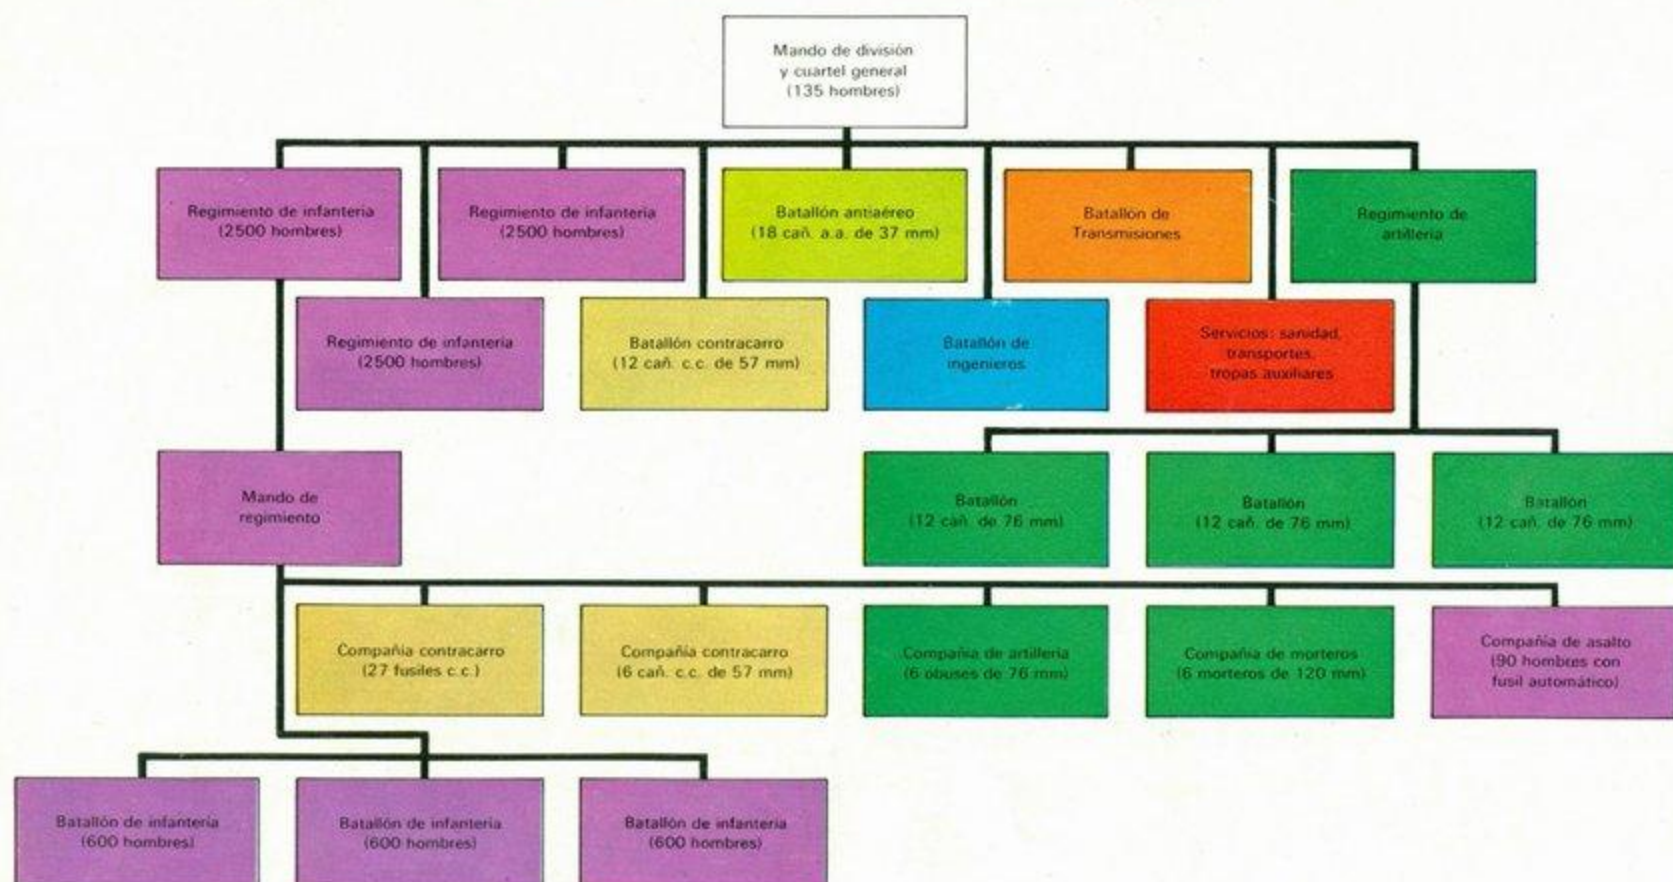 Mando de división
y cuartel general
(135 hombres)
Regimiento de infantería
(2500 hombres)
Regimiento de infantería
(2500 hombres)
Batallón antiaéreo
(18 cañ. a.a. de 37 mm)
Batallón de
Transmisiones
Regimiento de
artillería
Regimiento de infantería
(2500 hombres)
Batallón contracarro
(12 cañ. c.c. de 57 mm)
Batallón de
ingenieros
Servicios: sanidad,
transportes,
tropas auxiliares
Mando de
regimiento
Batallón
(12 cañ. de 76 mm)
Batallón
(12 cañ. de 76 mm)
Batallón
(12 cañ. de 76 mm)
Compañía contracarro
(27 fusiles c.c.)
Compañía contracarro
(6 cañ. c.c. de 57 mm)
Compañía de artillería
(6 obuses de 76 mm)
Compañía de morteros
(6 morteros de 120 mm)
Compañía de asalto
(90 hombres con
fusil automático)
Batallón de infantería
(600 hombres)
Batallón de infantería
(600 hombres)
Batallón de infantería
(600 hombres)